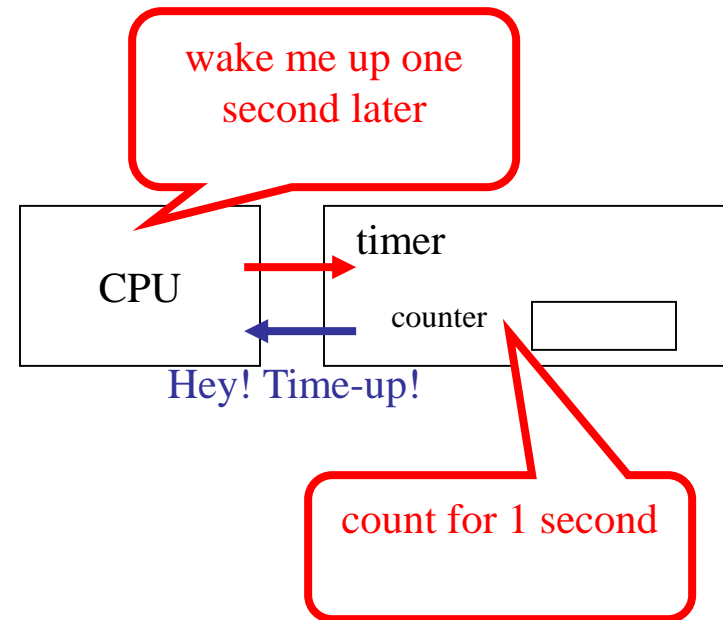 wake me up one
second later
timer
CPU
counter
Hey! Time-up!
count for 1 second